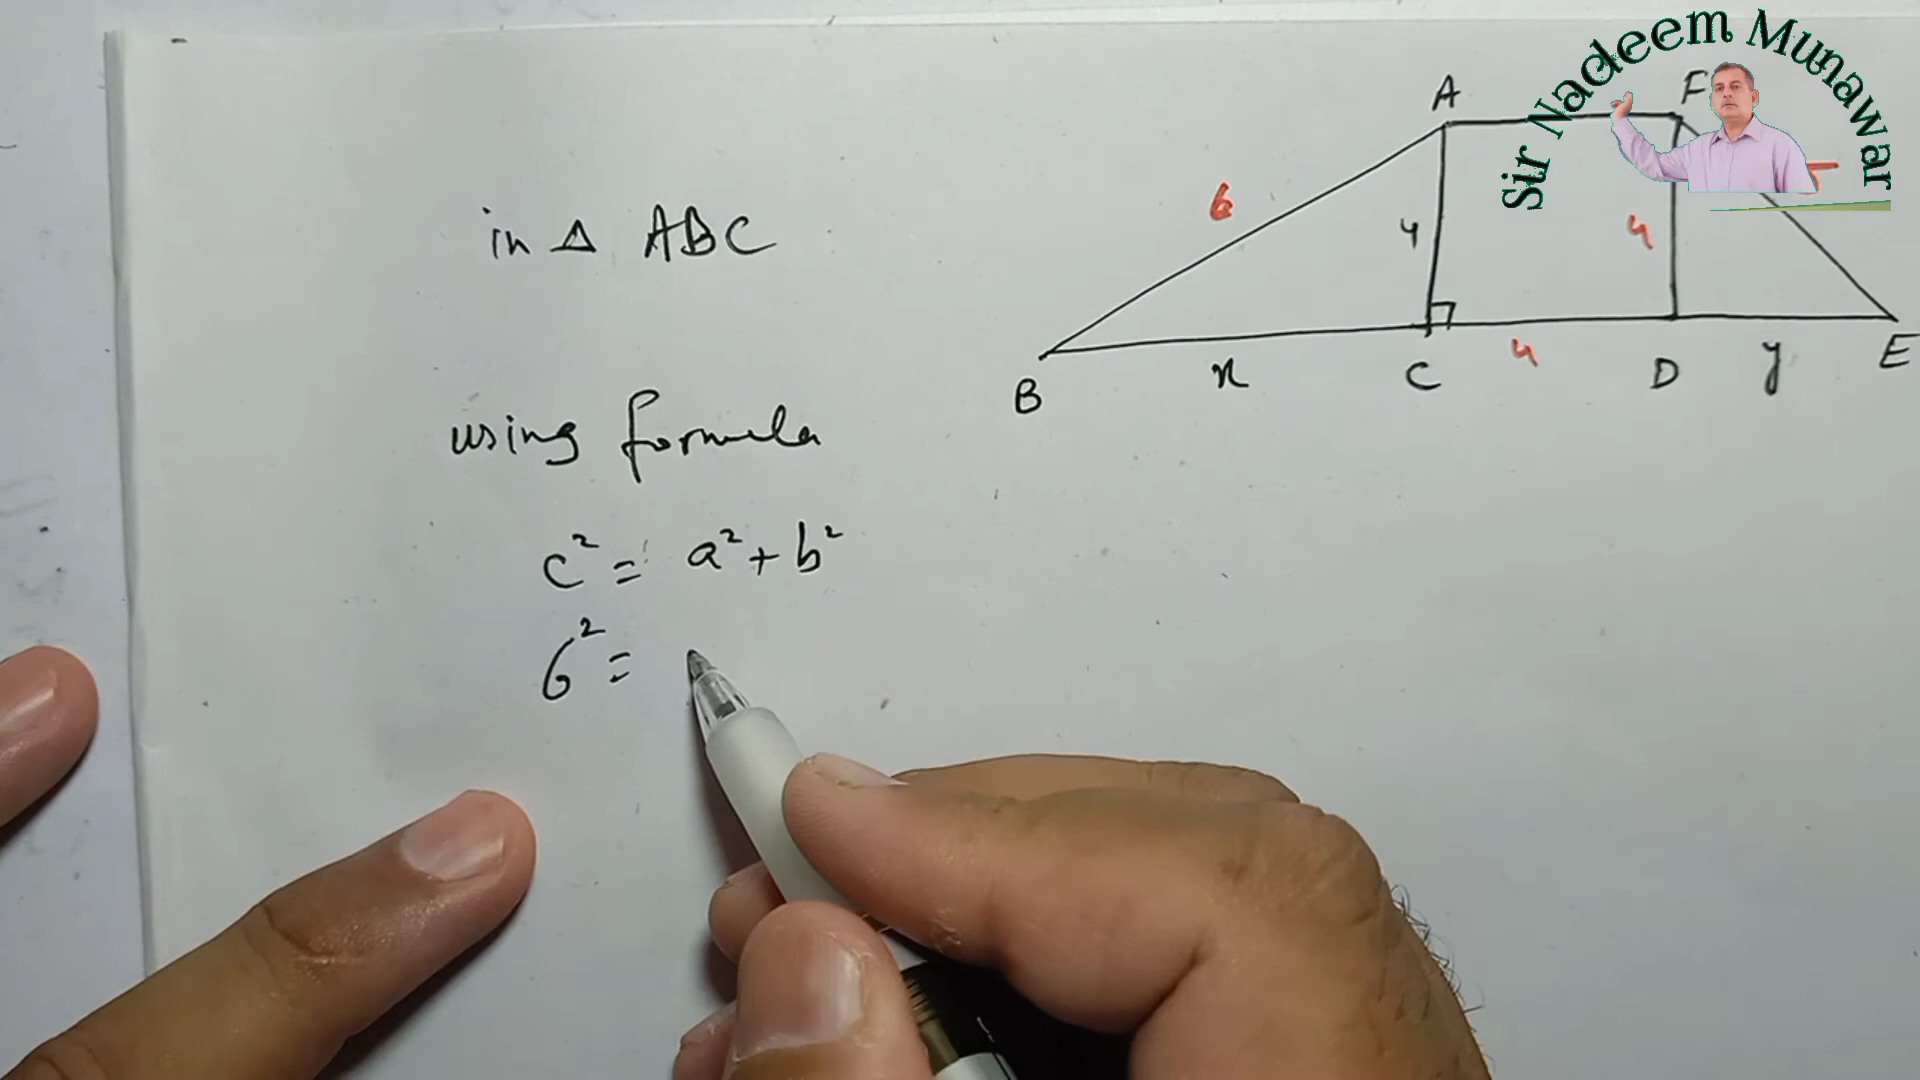 Sir Nadeem Munawar
A F
6
in Δ ABC
4 4
4
B x C D y E
using formula
c² = a² + b²
6² =